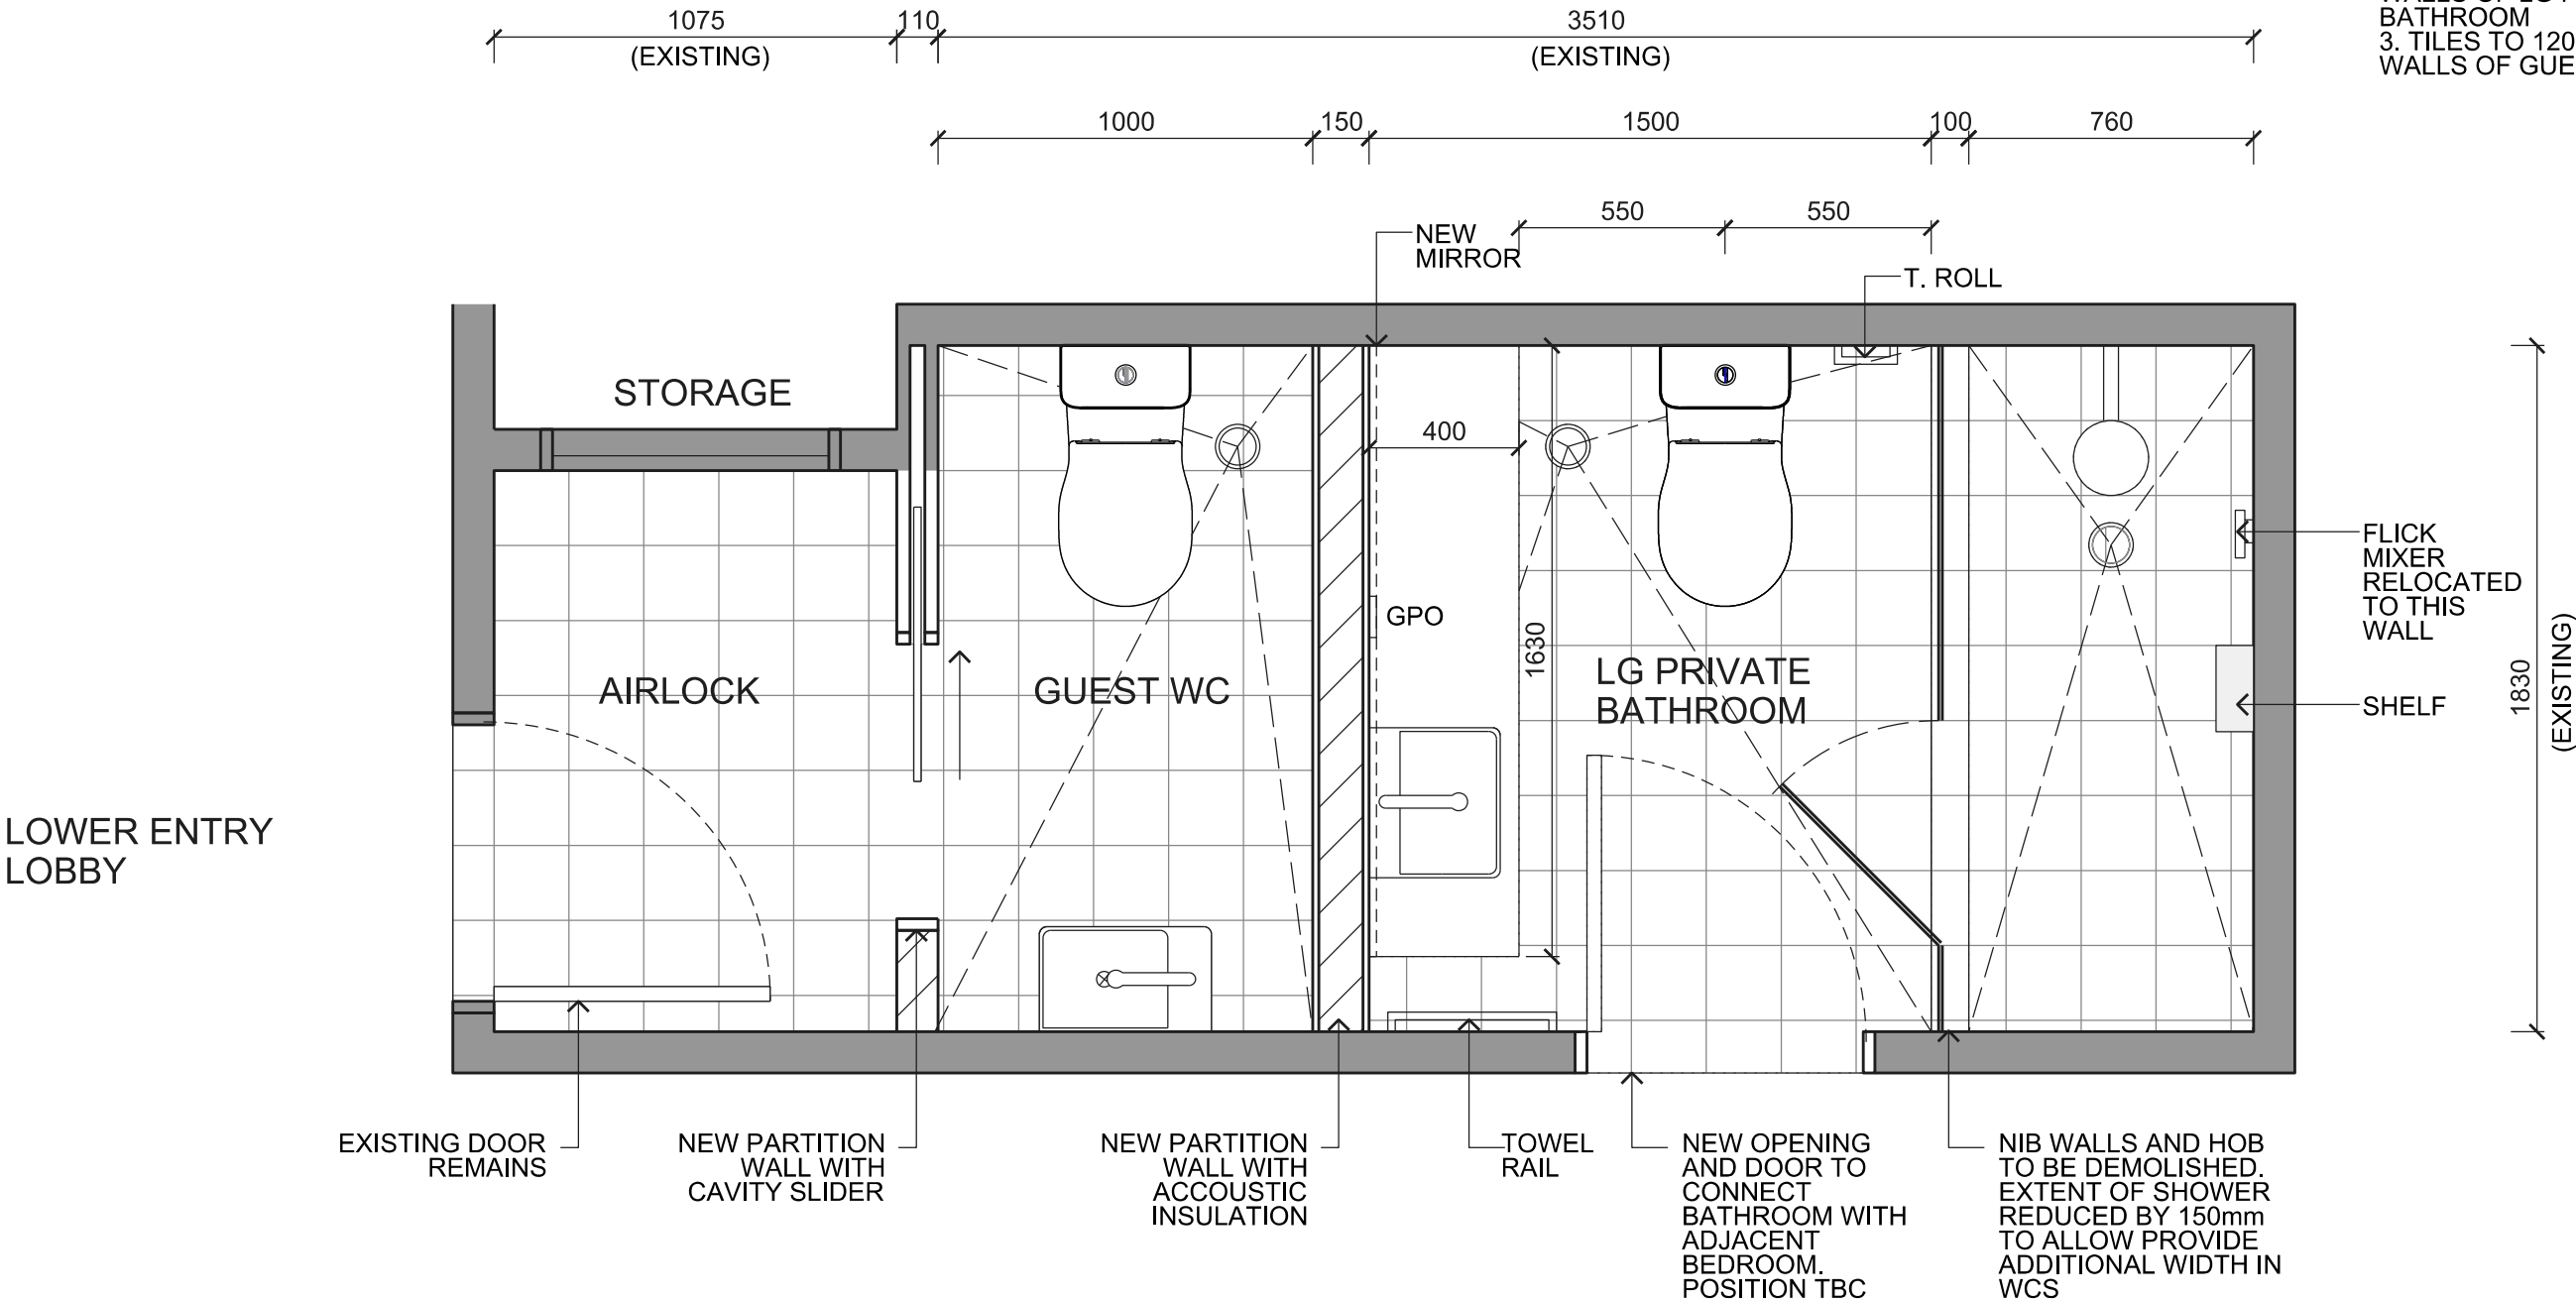 1075
110
3510
(EXISTING)
(EXISTING)
BATHROOM
3. TILES TO 120
WALLS OF GUE
1000
150
1500
100
760
550
550
NEW
MIRROR
T. ROLL
STORAGE
400
GPO
1630
FLICK
MIXER
RELOCATED
TO THIS
WALL
1830
(EXISTING)
AIRLOCK
GUEST WC
LG PRIVATE
BATHROOM
SHELF
LOWER ENTRY
LOBBY
EXISTING DOOR
REMAINS
NEW PARTITION
WALL WITH
CAVITY SLIDER
NEW PARTITION
WALL WITH
ACCOUSTIC
INSULATION
TOWEL
RAIL
NEW OPENING
AND DOOR TO
CONNECT
BATHROOM WITH
ADJACENT
BEDROOM.
POSITION TBC
NIB WALLS AND HOB
TO BE DEMOLISHED.
EXTENT OF SHOWER
REDUCED BY 150mm
TO ALLOW PROVIDE
ADDITIONAL WIDTH IN
WCS